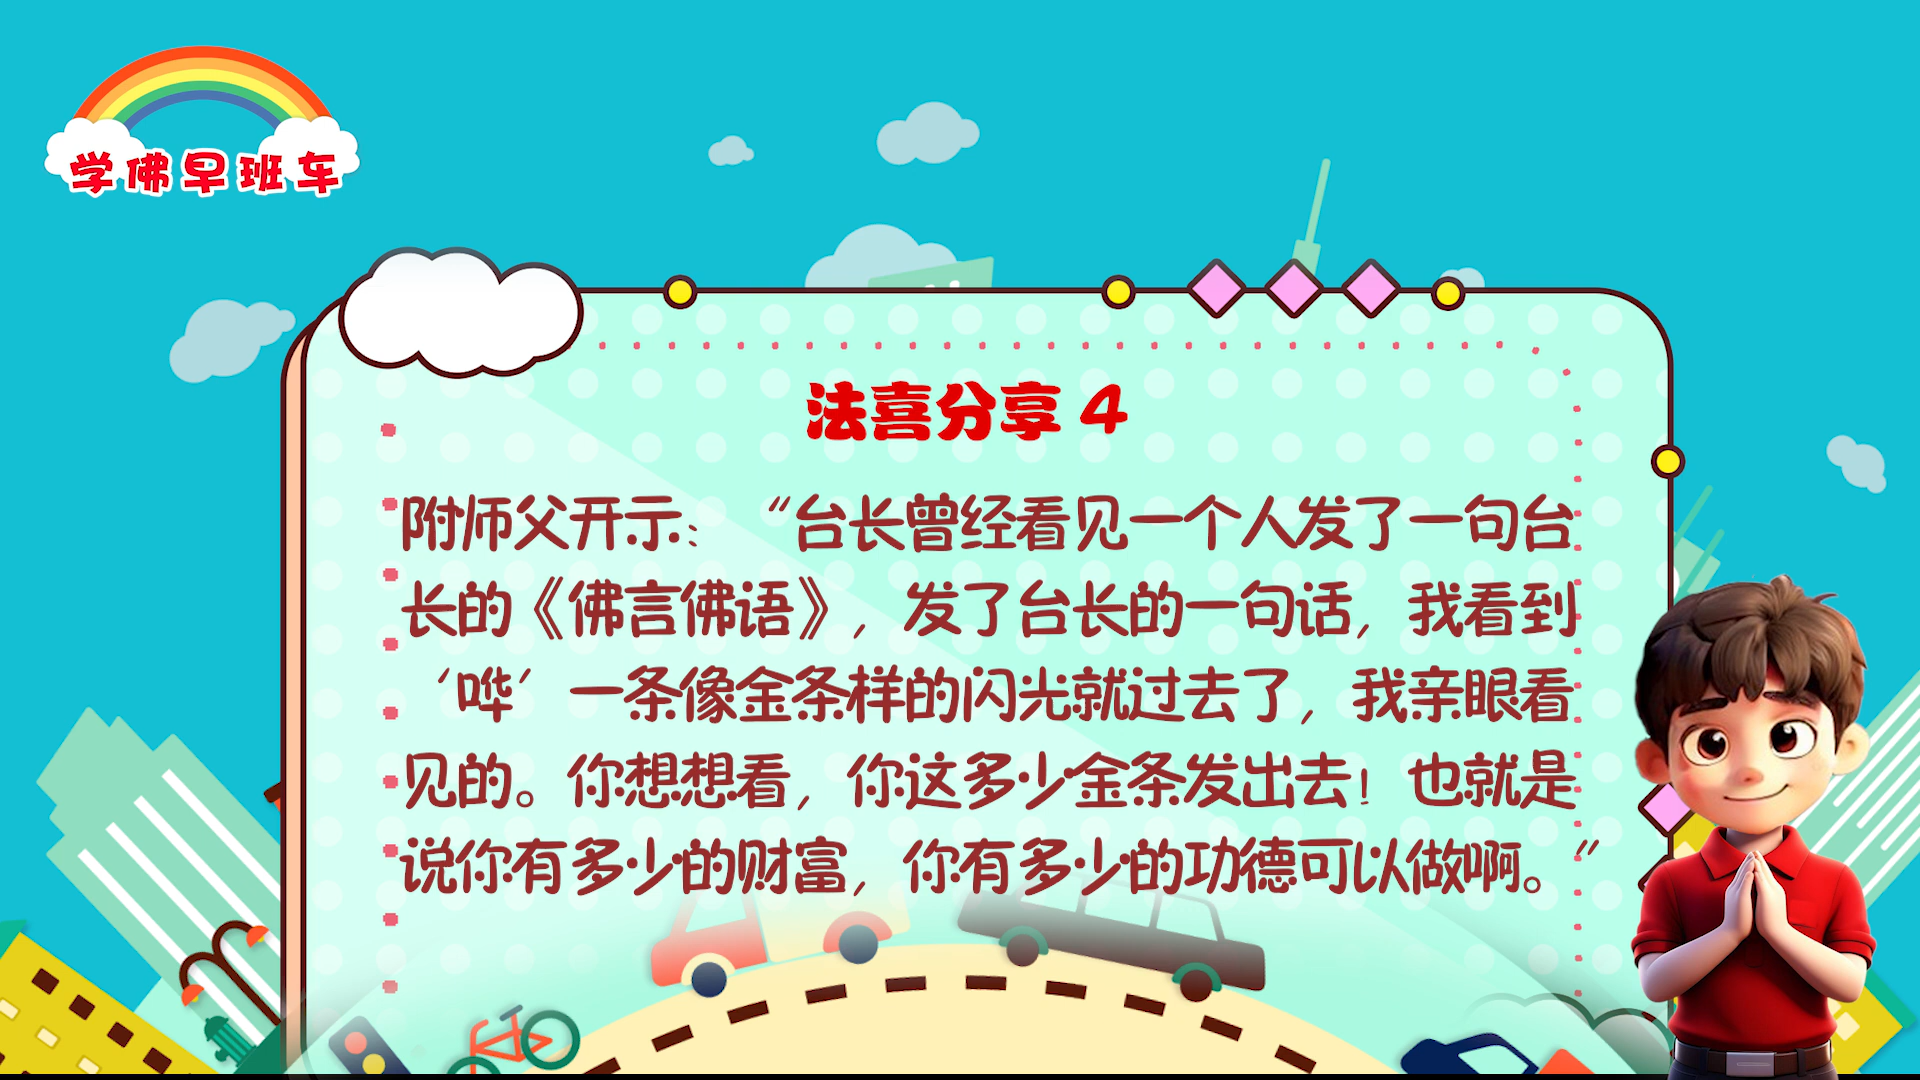 学佛早班车
法喜分享 4
附师父开示：“台长曾经看见一个人发了一句台
长的《佛言佛语》，发了台长的一句话，我看到
‘哗’一条像金条样的闪光就过去了，我亲眼看
见的。你想想看，你这多少金条发出去！也就是
说你有多少的财富，你有多少的功德可以做啊。”